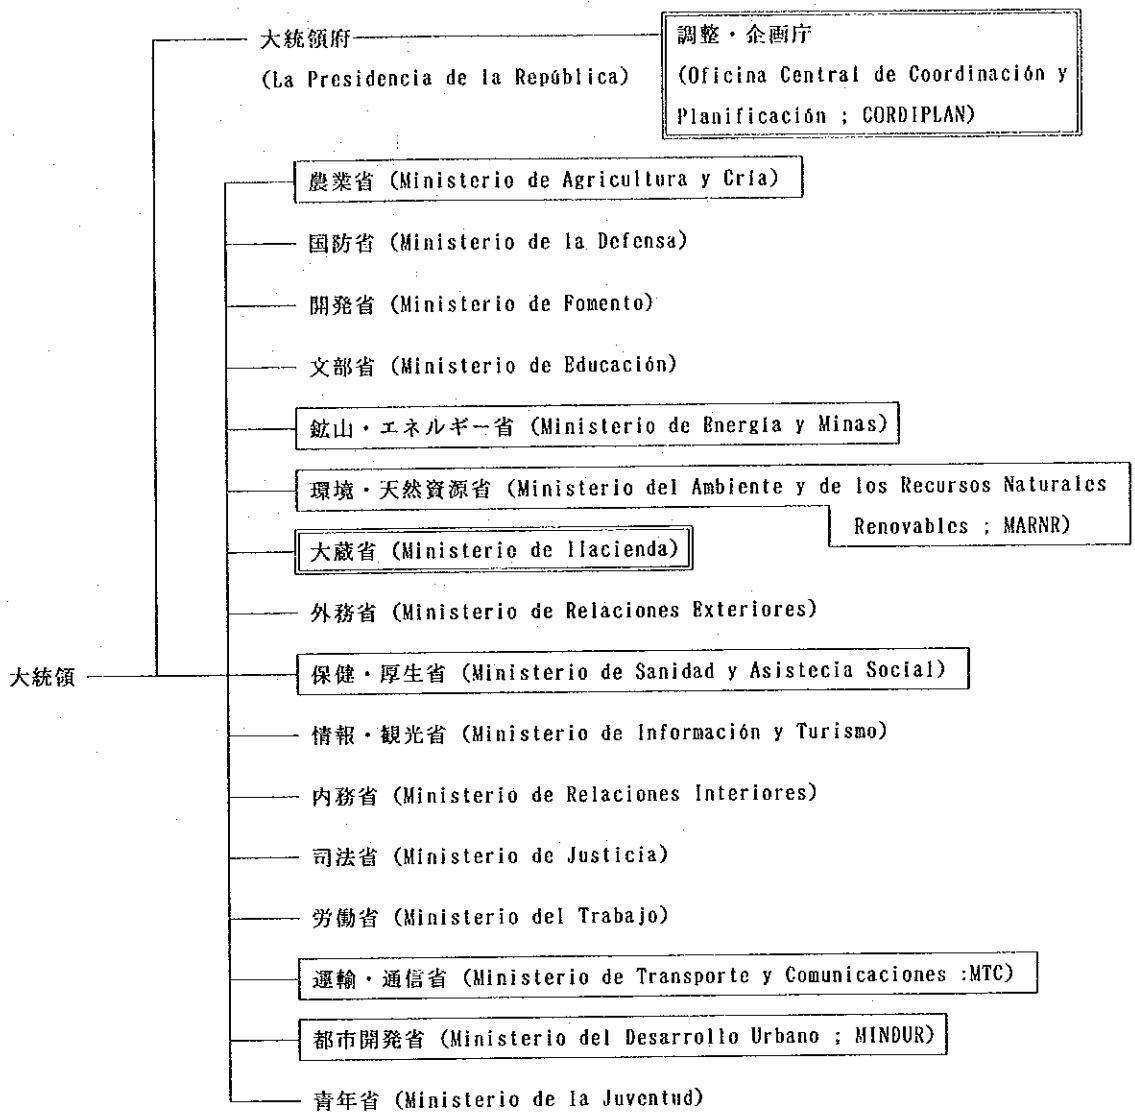 大統領府
(La Presidencia de la República)
調整・企画庁
(Oficina Central de Coordinación y
Planificación ; CORDIPLAN)
農業省 (Ministerio de Agricultura y Cría)
国防省 (Ministerio de la Defensa)
開発省 (Ministerio de Fomento)
文部省 (Ministerio de Educación)
鉱山・エネルギー省 (Ministerio de Energía y Minas)
環境・天然資源省 (Ministerio del Ambiente y de los Recursos Naturales
Renovables ; MARNR)
大蔵省 (Ministerio de Hacienda)
外務省 (Ministerio de Relaciones Exteriores)
大統領
保健・厚生省 (Ministerio de Sanidad y Asistecia Social)
情報・観光省 (Ministerio de Información y Turismo)
内務省 (Ministerio de Relaciones Interiores)
司法省 (Ministerio de Justicia)
労働省 (Ministerio del Trabajo)
運輸・通信省 (Ministerio de Transporte y Comunicaciones :MTC)
都市開発省 (Ministerio del Desarrollo Urbano ; MINDUR)
青年省 (Ministerio de la Juventud)